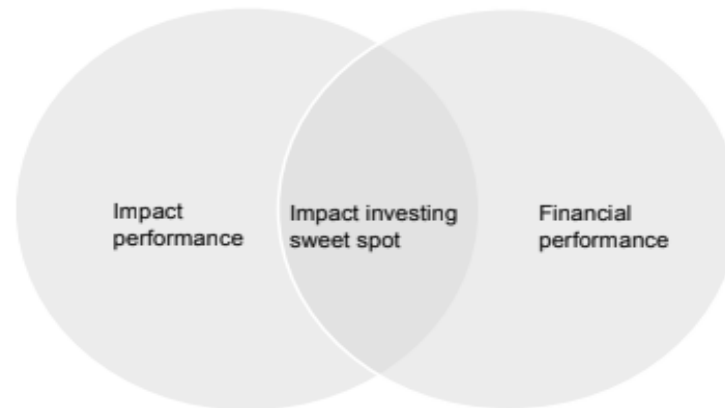 Impact
performance
Impact investing
sweet spot
Financial
performance